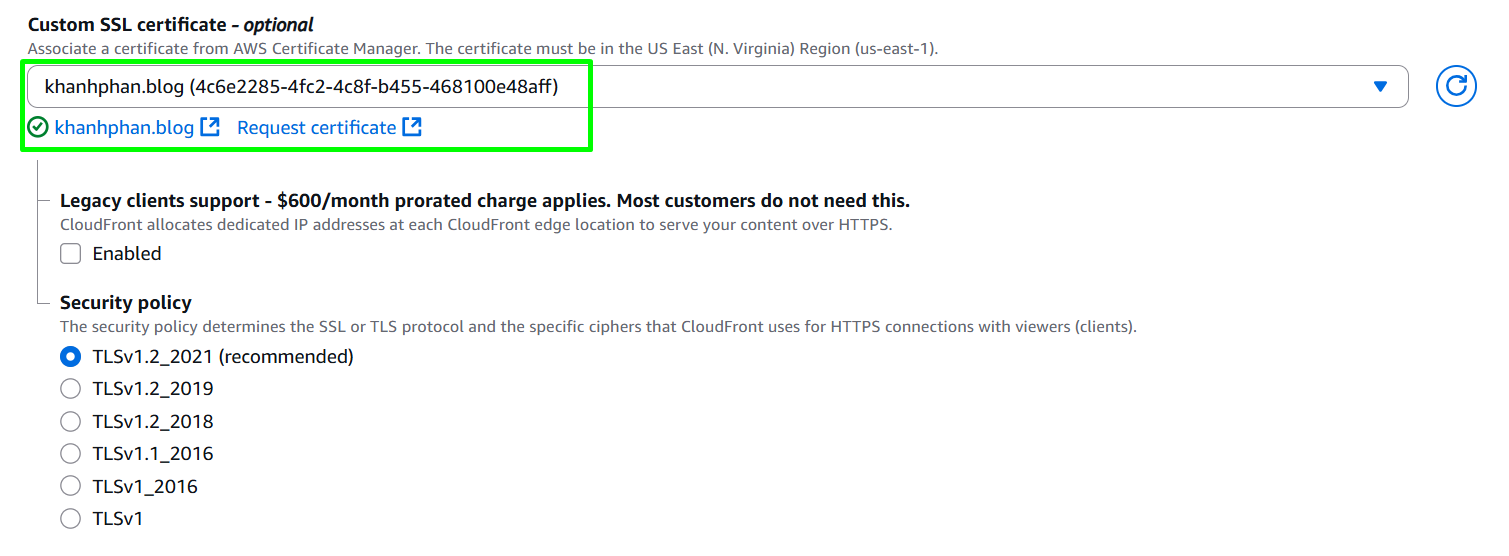 Custom SSL certificate - optional
Associate a certificate from AWS Certificate Manager. The certificate must be in the US East (N. Virginia) Region (us-east-1).
khanhphan.blog (4c6e2285-4fc2-4c8f-b455-468100e48aff)
khanhphan.blog Request certificate
Legacy clients support - $600/month prorated charge applies. Most customers do not need this.
CloudFront allocates dedicated IP addresses at each CloudFront edge location to serve your content over HTTPS.
Enabled
Security policy
The security policy determines the SSL or TLS protocol and the specific ciphers that CloudFront uses for HTTPS connections with viewers (clients).
TLSv1.2_2021 (recommended)
TLSv1.2_2019
TLSv1.2_2018
TLSv1.1_2016
TLSv1_2016
TLSv1